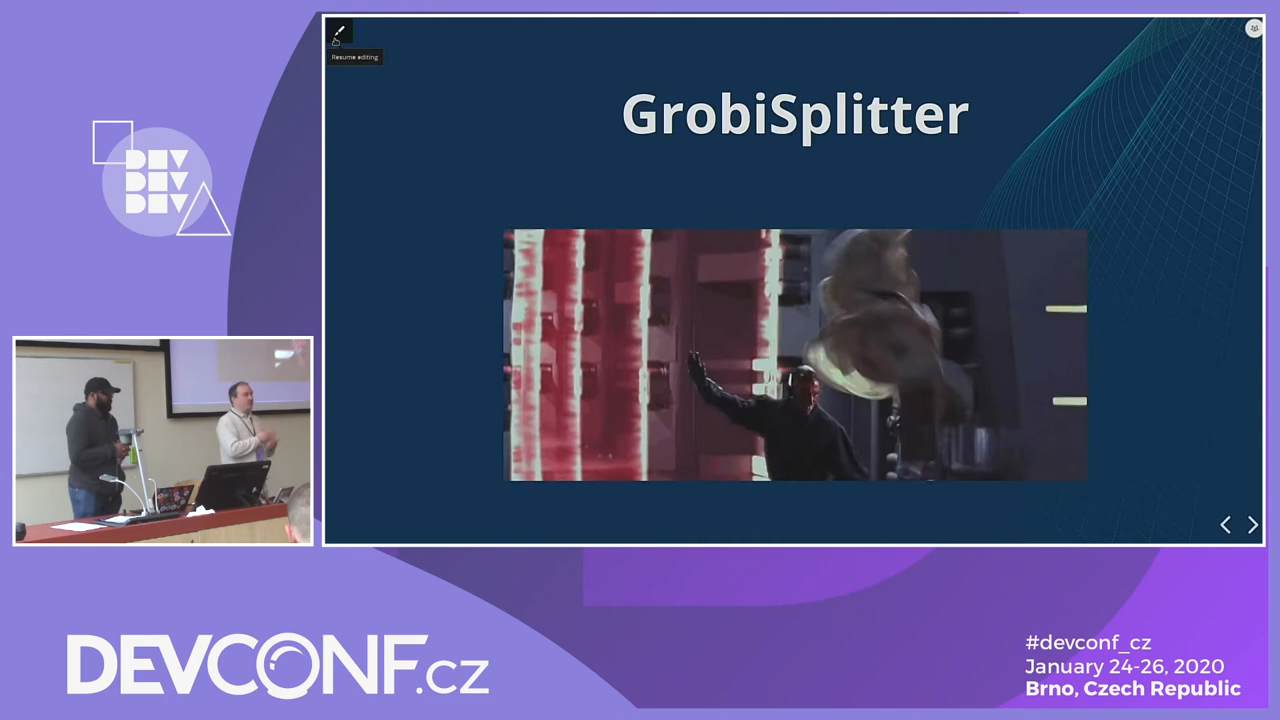 Resume editing
GrobiSplitter
DEV
DEV
DEV
DEVCONF.cz
#devconf_cz
January 24-26, 2020
Brno, Czech Republic